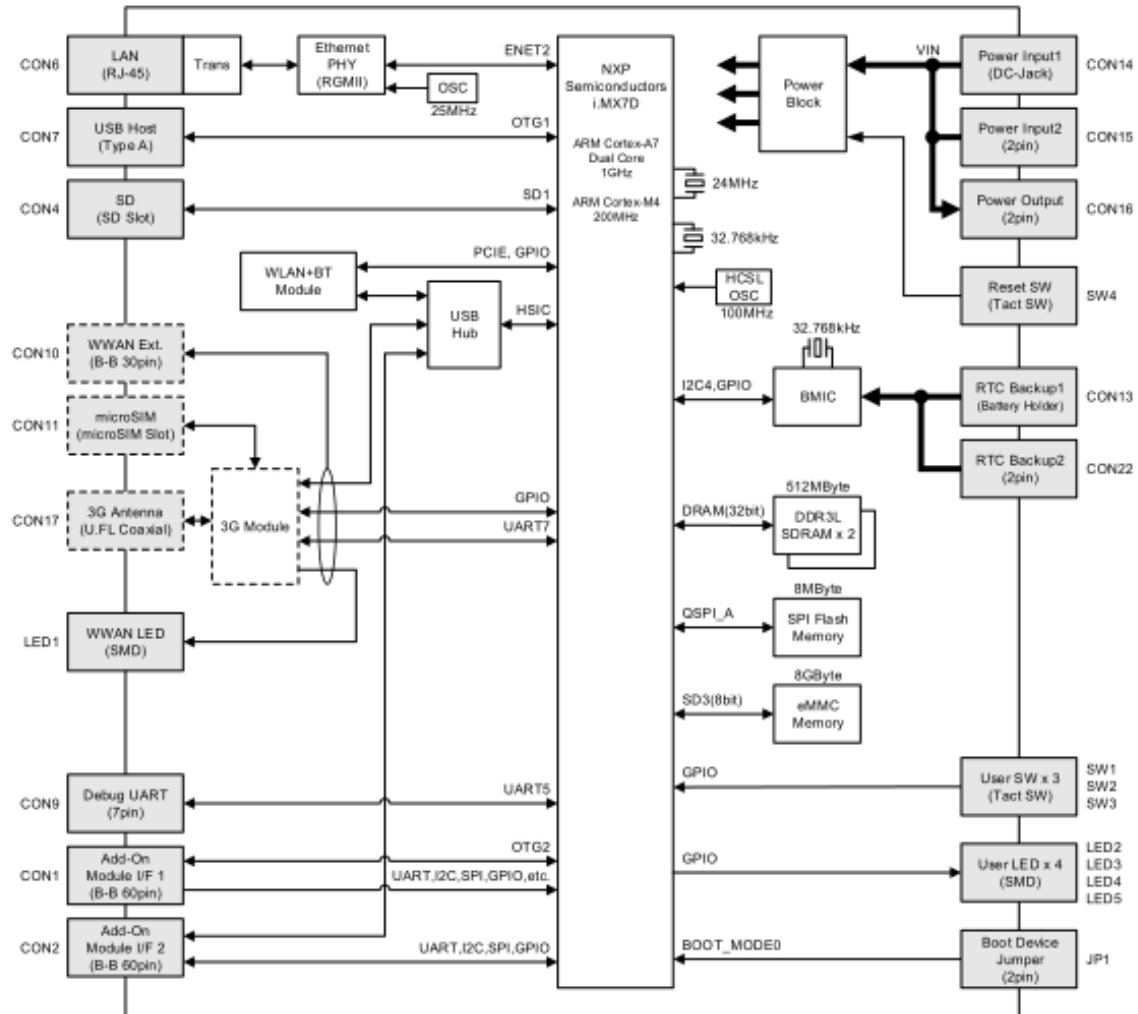 CON6
LAN
(RJ-45)
Trans
Ethernet
PHY
(RGMII)
ENET2
OSC
25MHz
CON7
USB Host
(Type A)
OTG1
CON4
SD
(SD Slot)
SD1
WLAN+BT
Module
PCIE, GPIO
USB
Hub
HSIC
CON10
WWAN Ext.
(B-B 30pin)
CON11
microSIM
(microSIM Slot)
CON17
3G Antenna
(U.FL Coaxial)
3G Module
GPIO
UART7
LED1
WWAN LED
(SMD)
CON9
Debug UART
(7pin)
UART5
CON1
Add-On
Module I/F 1
(B-B 60pin)
OTG2
UART,I2C,SPI,GPIO,etc.
CON2
Add-On
Module I/F 2
(B-B 60pin)
UART,I2C,SPI,GPIO
NXP
Semiconductors
i.MX7D
ARM Cortex-A7
Dual Core
1GHz
ARM Cortex-M4
200MHz
24MHz
32.768kHz
HCSL
OSC
100MHz
Power
Block
VIN
Power Input1
(DC-Jack)
CON14
Power Input2
(2pin)
CON15
Power Output
(2pin)
CON16
Reset SW
(Tact SW)
SW4
32.768kHz
I2C4,GPIO
BMIC
RTC Backup1
(Battery Holder)
CON13
RTC Backup2
(2pin)
CON22
512MByte
DRAM(32bit)
DDR3L
SDRAM x 2
8MByte
QSPI_A
SPI Flash
Memory
8GByte
SD3(8bit)
eMMC
Memory
GPIO
User SW x 3
(Tact SW)
SW1
SW2
SW3
GPIO
User LED x 4
(SMD)
LED2
LED3
LED4
LED5
BOOT_MODE0
Boot Device
Jumper
(2pin)
JP1